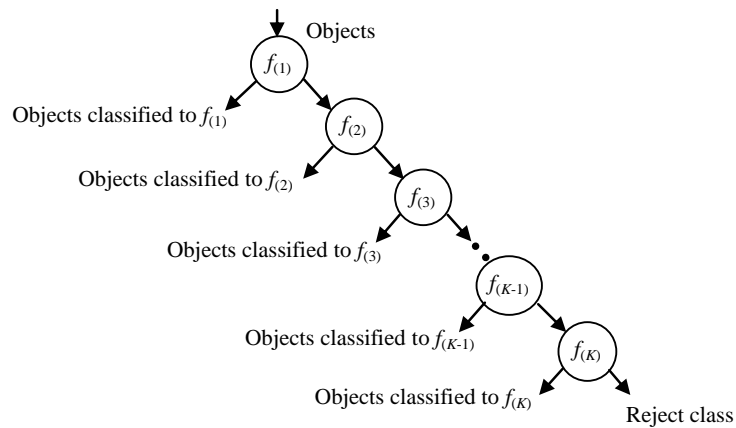 Objects
f(1)
Objects classified to f(1)
f(2)
Objects classified to f(2)
f(3)
Objects classified to f(3)
f(K-1)
Objects classified to f(K-1)
f(K)
Objects classified to f(K)
Reject class